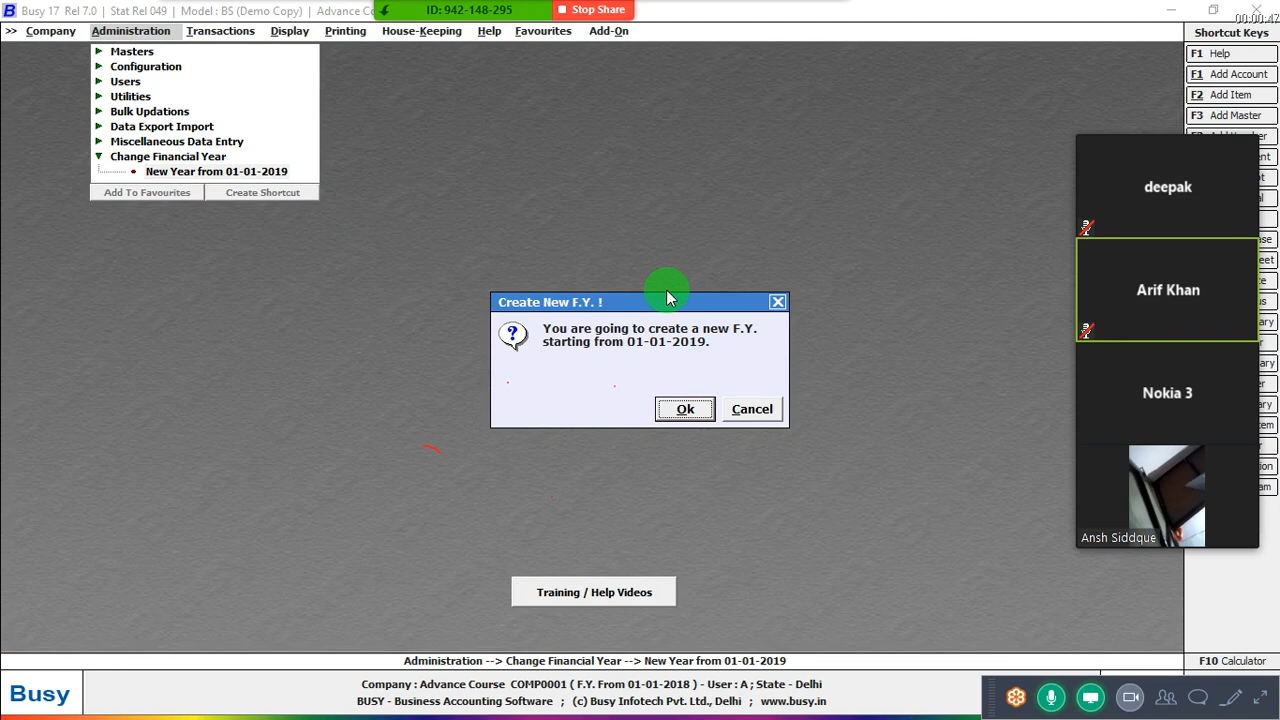 Busy 17 Rel 7.0 | Stat Rel 049 | Model : BS (Demo Copy) | Advance Co
ID: 942-148-295
Stop Share
00:00:47
>> Company Administration Transactions Display Printing House-Keeping Help Favourites Add-On
Shortcut Keys
Masters
Configuration
Users
Utilities
Bulk Updations
Data Export Import
Miscellaneous Data Entry
Change Financial Year
New Year from 01-01-2019
Add To Favourites Create Shortcut
F1 Help
F1 Add Account
F2 Add Item
F3 Add Master
deepak
Arif Khan
Nokia 3
Ansh Siddque
Create New F.Y. !
You are going to create a new F.Y.
starting from 01-01-2019.
Ok Cancel
Training / Help Videos
Administration --> Change Financial Year --> New Year from 01-01-2019
F10 Calculator
Busy
Company : Advance Course COMP0001 ( F.Y. From 01-01-2018 ) - User : A ; State - Delhi
BUSY - Business Accounting Software ; (c) Busy Infotech Pvt. Ltd., Delhi ; www.busy.in